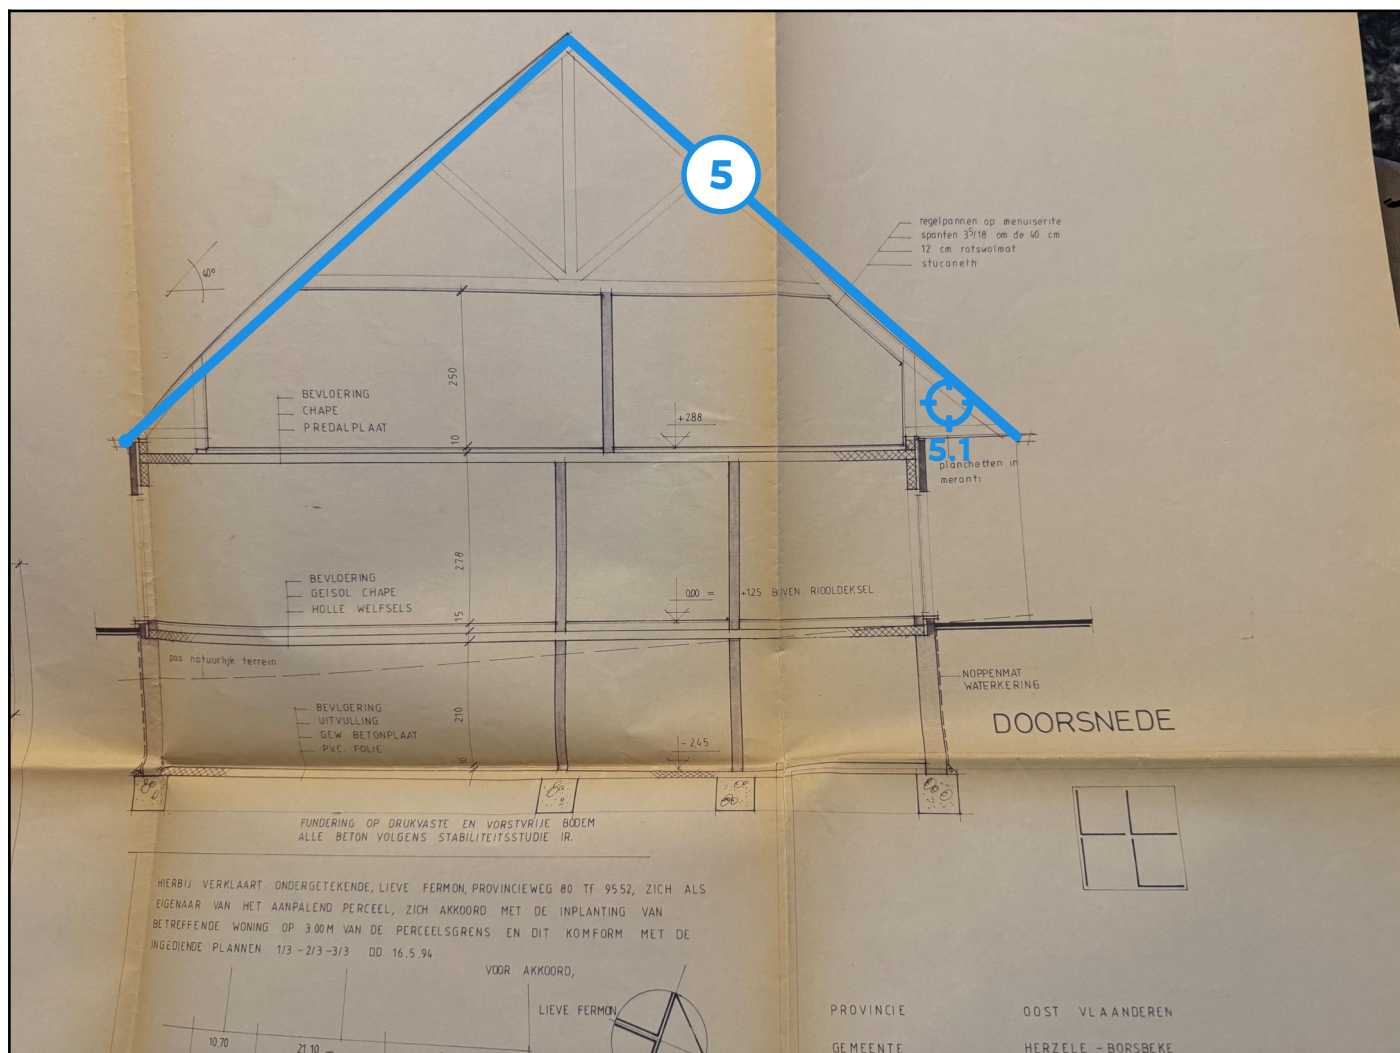 5
regelpannen op menuiserite
spanten 3⁵/18 om de 40 cm
12 cm rotswolmat
stucaneth
40°
250
BEVLOERING
CHAPE
PREDALPLAAT
+288
10
5.1
planchetten in
meranti
278
BEVLOERING
GEISOL CHAPE
HOLLE WELFSELS
0.00 = +1.25 BOVEN RIOOLDEKSEL
15
pas natuurlijk terrein
NOPPENMAT
WATERKERING
210
BEVLOERING
UITVULLING
GEW BETONPLAAT
PVC. FOLIE
- 2.45
DOORSNEDE
FUNDERING OP DRUKVASTE EN VORSTVRIJE BODEM
ALLE BETON VOLGENS STABILITEITSSTUDIE IR.
HIERBIJ VERKLAART ONDERGETEKENDE, LIEVE FERMON, PROVINCIEWEG 80 TF 9552, ZICH ALS
EIGENAAR VAN HET AANPALEND PERCEEL, ZICH AKKOORD MET DE INPLANTING VAN
BETREFFENDE WONING OP 3.00M VAN DE PERCEELSGRENS EN DIT KOMFORM MET DE
INGEDIENDE PLANNEN 1/3 - 2/3 - 3/3 DD. 16.5.94
VOOR AKKOORD,
LIEVE FERMON
10,70
21.10
PROVINCIE OOST VLAANDEREN
GEMEENTE HERZELE - BORSBEKE